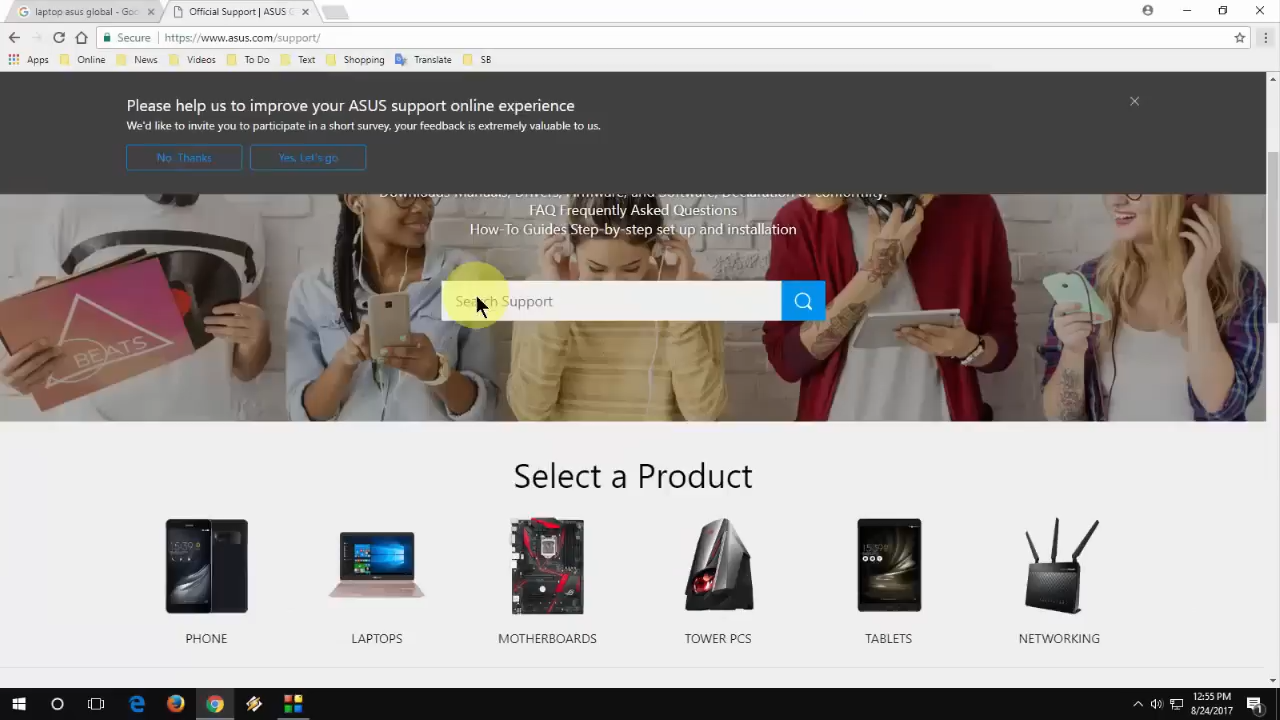 laptop asus global - Goo
Official Support | ASUS G
Secure
https://www.asus.com/support/
Apps
Online
News
Videos
To Do
Text
Shopping
Translate
SB
Please help us to improve your ASUS support online experience
We'd like to invite you to participate in a short survey, your feedback is extremely valuable to us.
No, Thanks
Yes, Let's go
Downloads Manuals, Drivers, Firmware, and Software, Declaration of conformity.
FAQ Frequently Asked Questions
How-To Guides Step-by-step set up and installation
Search Support
BEATS
Select a Product
PHONE
LAPTOPS
MOTHERBOARDS
TOWER PCS
TABLETS
NETWORKING
12:55 PM
8/24/2017
1